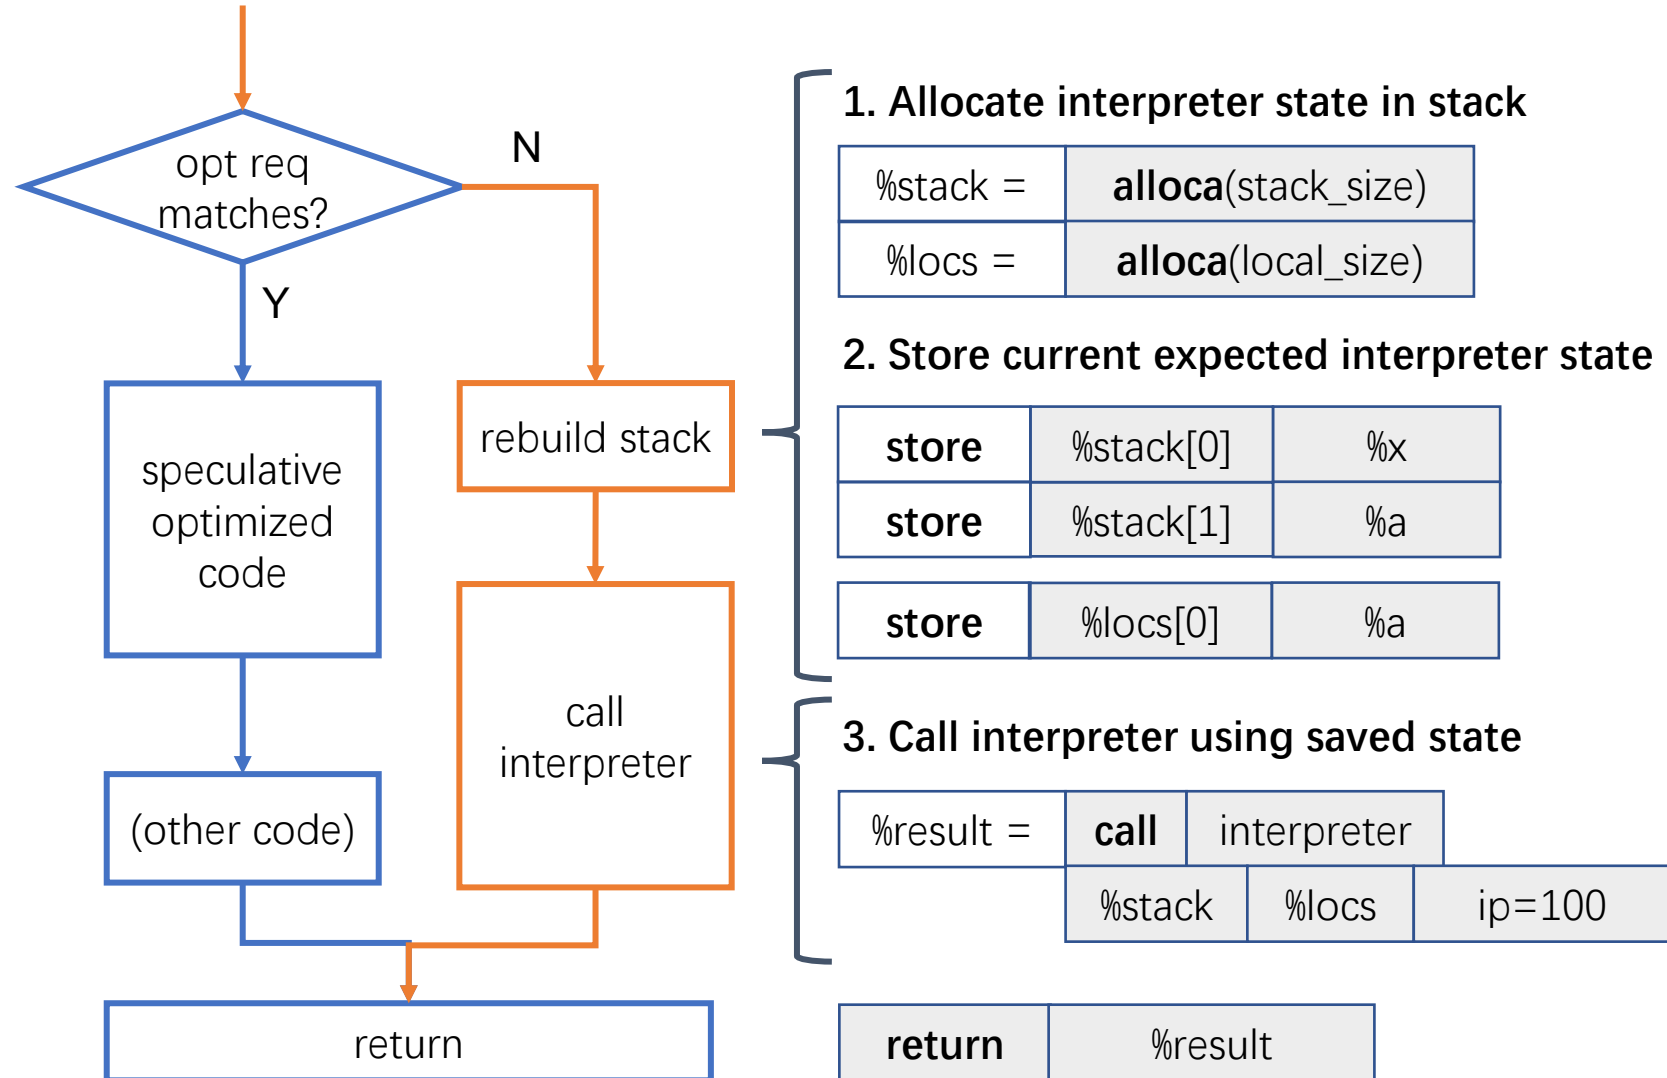 opt req
matches?
N
Y
speculative
optimized
code
(other code)
rebuild stack
call
interpreter
return
1. Allocate interpreter state in stack
%stack = alloca(stack_size)
%locs = alloca(local_size)
2. Store current expected interpreter state
store %stack[0] %x
store %stack[1] %a
store %locs[0] %a
3. Call interpreter using saved state
%result = call interpreter
%stack %locs ip=100
return %result